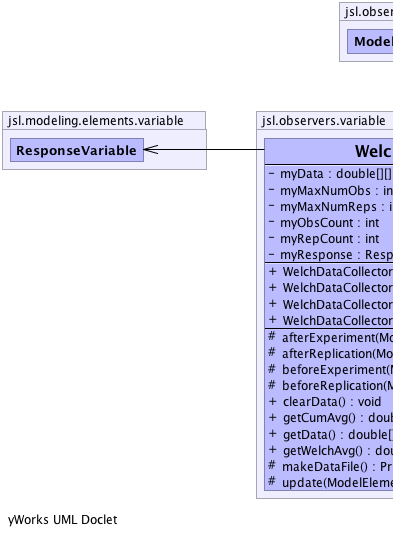 jsl.obser
Model
jsl.modeling.elements.variable
ResponseVariable
jsl.observers.variable
Welc
- myData : double[][]
- myMaxNumObs : in
- myMaxNumReps : i
- myObsCount : int
- myRepCount : int
- myResponse : Resp
+ WelchDataCollector
+ WelchDataCollector
+ WelchDataCollector
+ WelchDataCollector
# afterExperiment(Mo
# afterReplication(Mo
# beforeExperiment(M
# beforeReplication(M
+ clearData() : void
+ getCumAvg() : doub
+ getData() : double[]
+ getWelchAvg() : dou
# makeDataFile() : Pri
# update(ModelEleme
yWorks UML Doclet